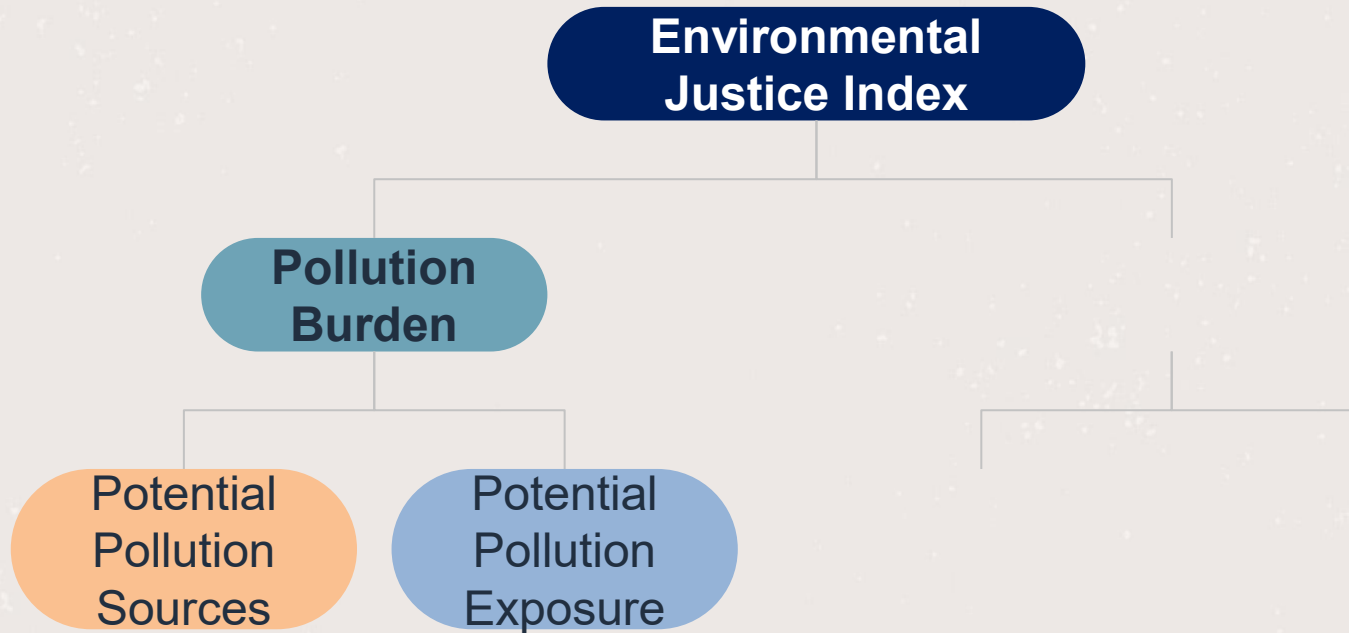 Environmental
Justice Index
Pollution
Burden
Potential
Pollution
Sources
Potential
Pollution
Exposure